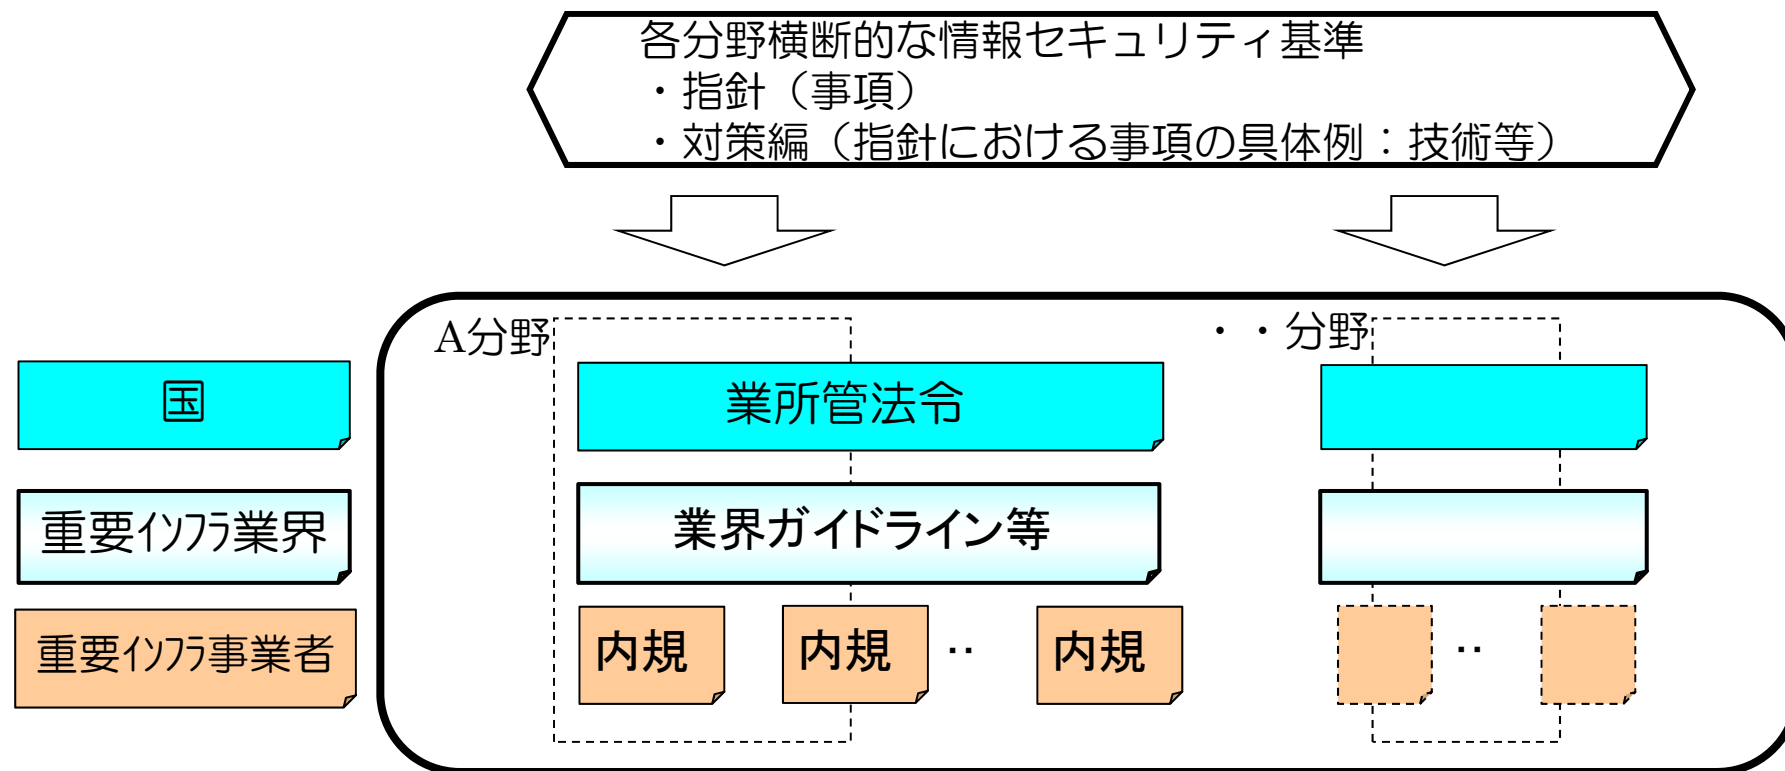 各分野横断的な情報セキュリティ基準
・指針（事項）
・対策編（指針における事項の具体例：技術等）
A分野
・・分野
国
業所管法令
重要ｲﾝﾌﾗ業界
業界ガイドライン等
重要ｲﾝﾌﾗ事業者
内規
内規
‥
内規
‥